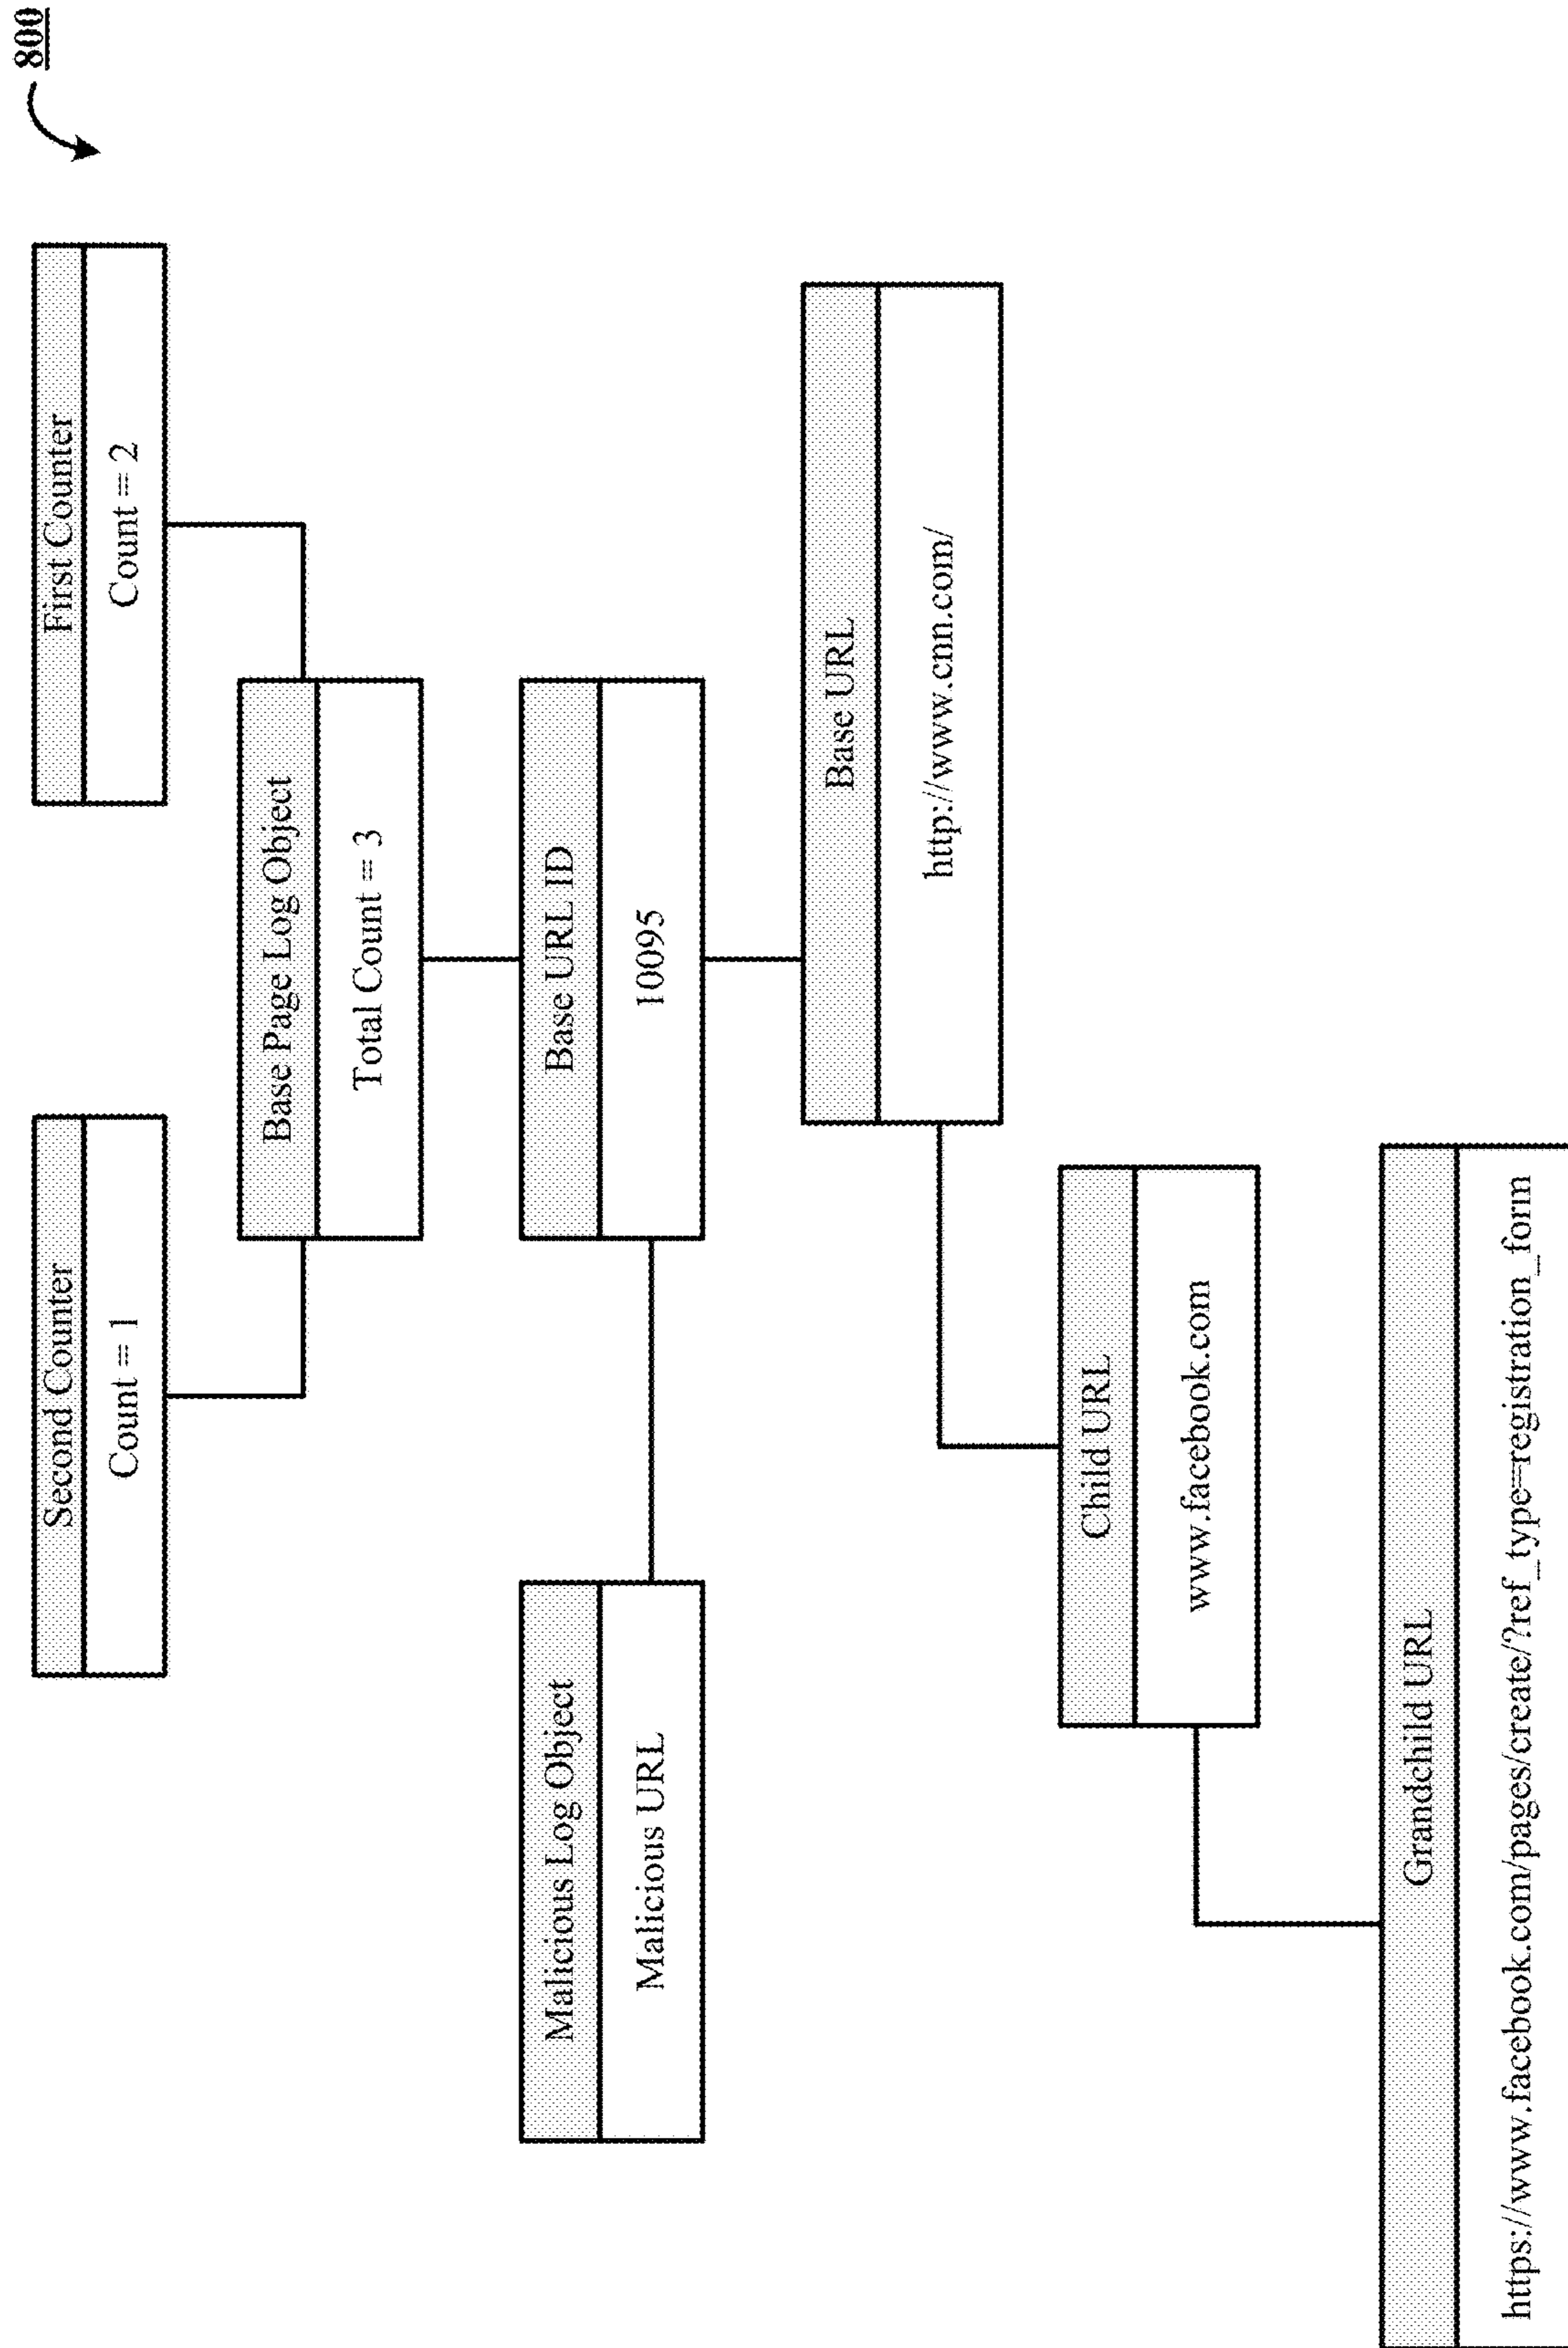 800
Second Counter
Count = 1
First Counter
Count = 2
Base Page Log Object
Total Count = 3
Malicious Log Object
Malicious URL
Base URL ID
10095
Base URL
http://www.cnn.com/
Child URL
www.facebook.com
Grandchild URL
https://www.facebook.com/pages/create/?ref_type=registration_form